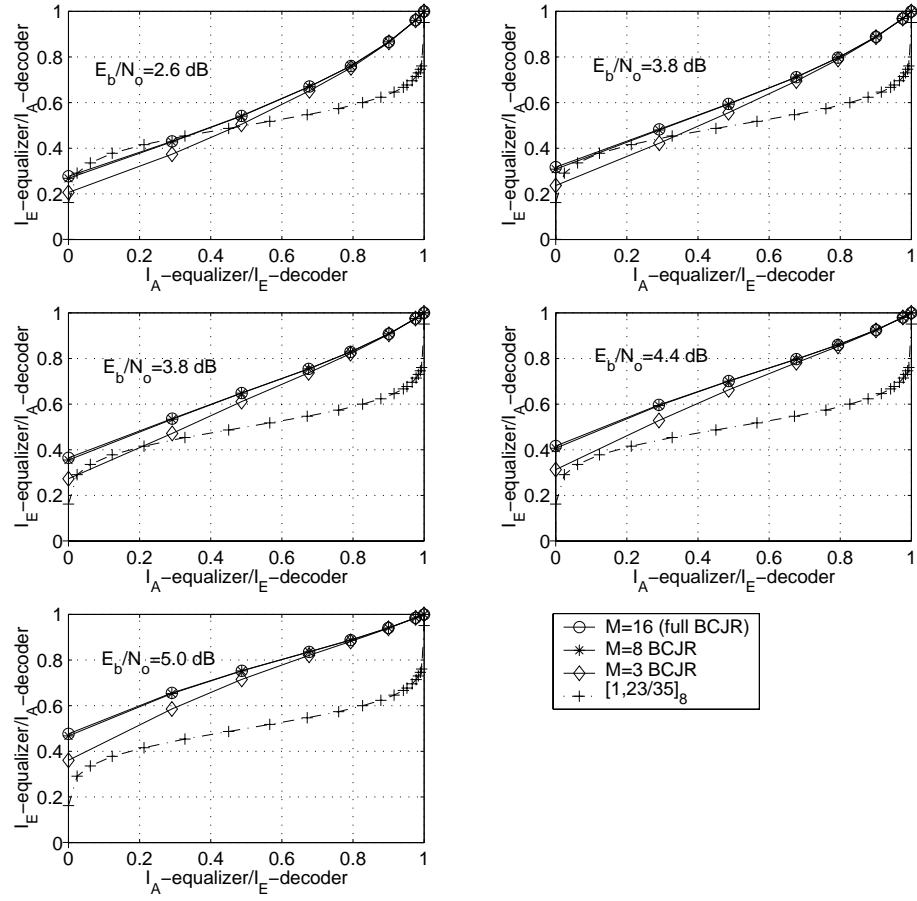 1
0.8
0.6
0.4
0.2
0
0 0.2 0.4 0.6 0.8 1
E_b/N_o=2.6 dB
I_E−equalizer/I_A−decoder
I_A−equalizer/I_E−decoder
1
0.8
0.6
0.4
0.2
0
0 0.2 0.4 0.6 0.8 1
E_b/N_o=3.8 dB
I_E−equalizer/I_A−decoder
I_A−equalizer/I_E−decoder
1
0.8
0.6
0.4
0.2
0
0 0.2 0.4 0.6 0.8 1
E_b/N_o=3.8 dB
I_E−equalizer/I_A−decoder
I_A−equalizer/I_E−decoder
1
0.8
0.6
0.4
0.2
0
0 0.2 0.4 0.6 0.8 1
E_b/N_o=4.4 dB
I_E−equalizer/I_A−decoder
I_A−equalizer/I_E−decoder
1
0.8
0.6
0.4
0.2
0
0 0.2 0.4 0.6 0.8 1
E_b/N_o=5.0 dB
I_E−equalizer/I_A−decoder
I_A−equalizer/I_E−decoder
M=16 (full BCJR)
M=8 BCJR
M=3 BCJR
[1,23/35]_8